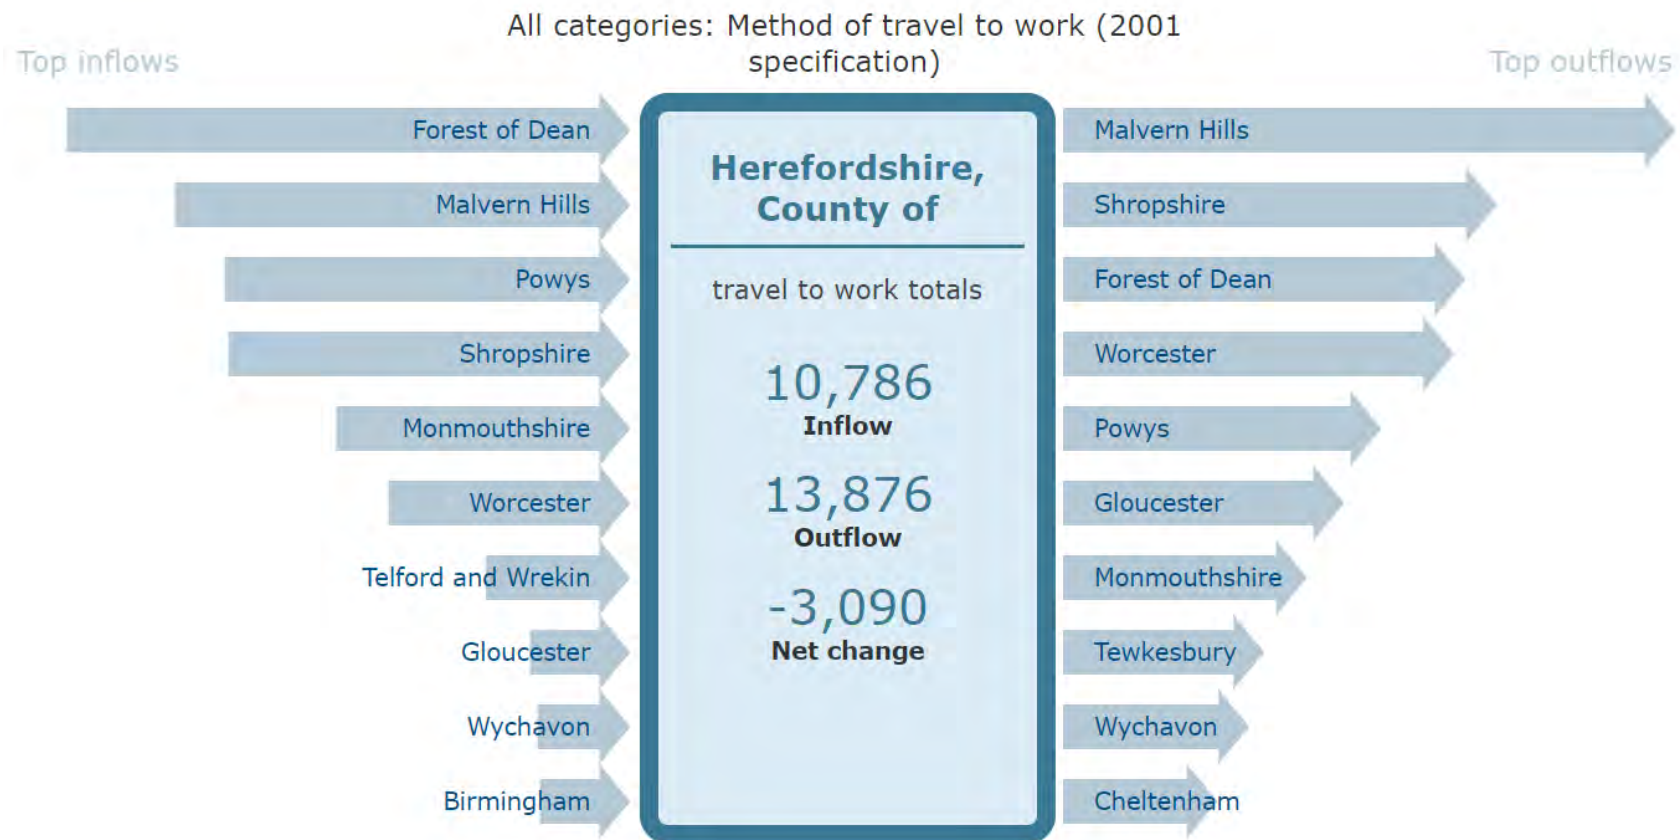 All categories: Method of travel to work (2001
specification)
Top inflows
Top outflows
Forest of Dean
Malvern Hills
Powys
Shropshire
Monmouthshire
Worcester
Telford and Wrekin
Gloucester
Wychavon
Birmingham
Herefordshire,
County of
travel to work totals
10,786
Inflow
13,876
Outflow
-3,090
Net change
Malvern Hills
Shropshire
Forest of Dean
Worcester
Powys
Gloucester
Monmouthshire
Tewkesbury
Wychavon
Cheltenham